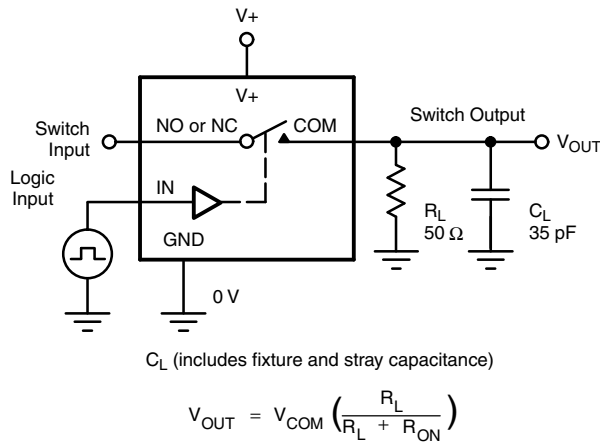 V+
V+
Switch Input
NO or NC
COM
Switch Output
V_OUT
Logic Input
IN
R_L
50 Ω
C_L
35 pF
GND
0 V
C_L (includes fixture and stray capacitance)
V_OUT = V_COM (R_L / (R_L + R_ON))